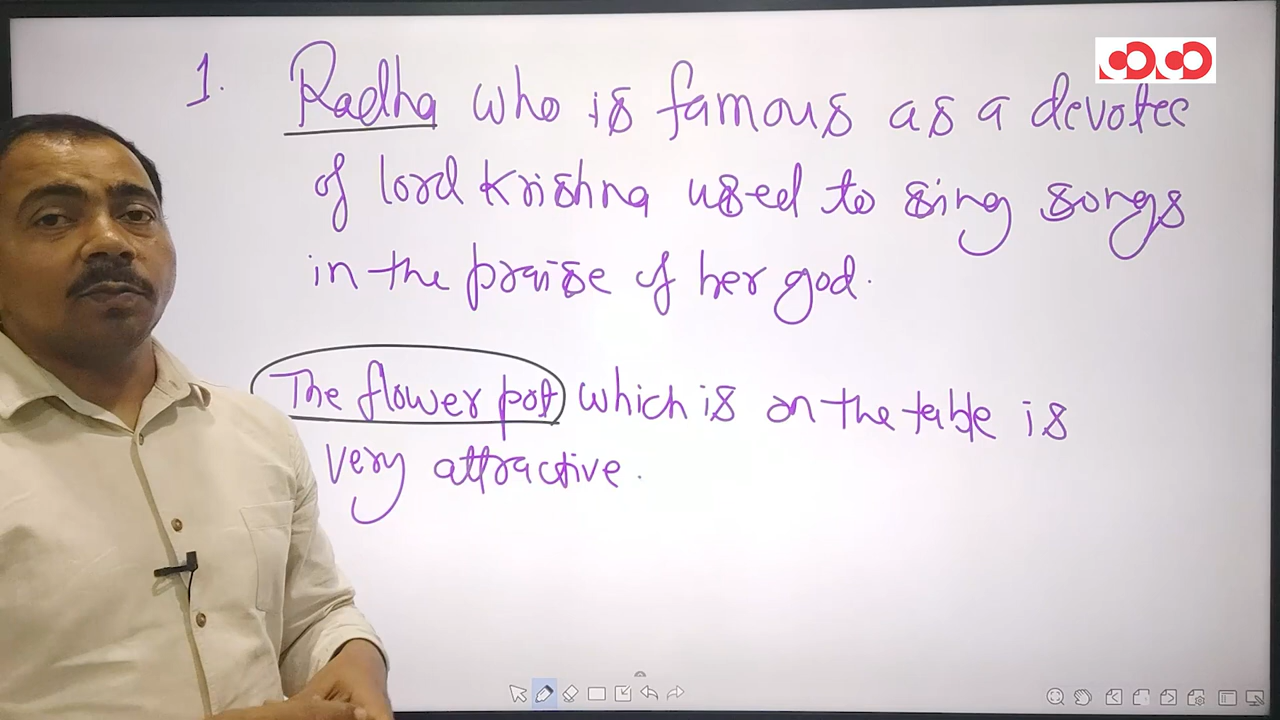 1. Radha who is famous as a devotee
of lord Krishna used to sing songs
in the praise of her god.
The flower pot which is on the table is
very attractive.